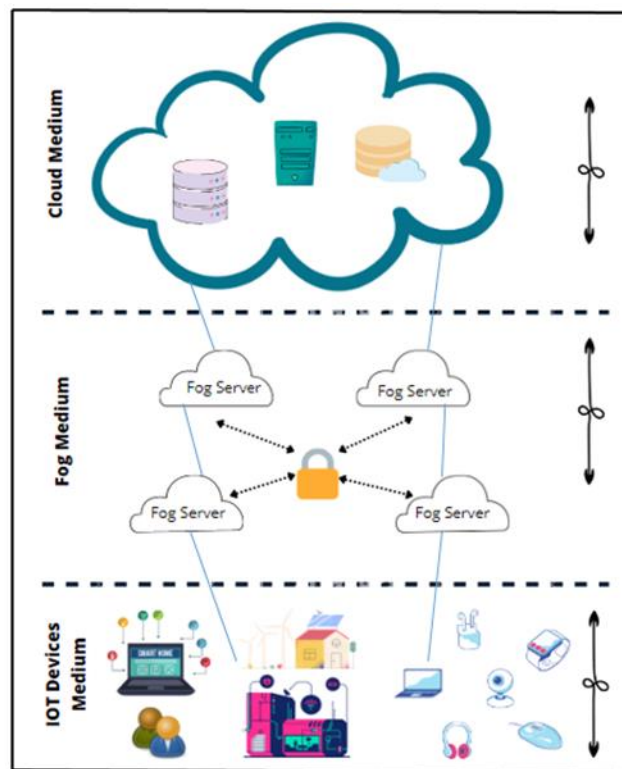 Cloud Medium
Fog Server
Fog Server
Fog Medium
Fog Server
Fog Server
IOT Devices
Medium
SMART HOME